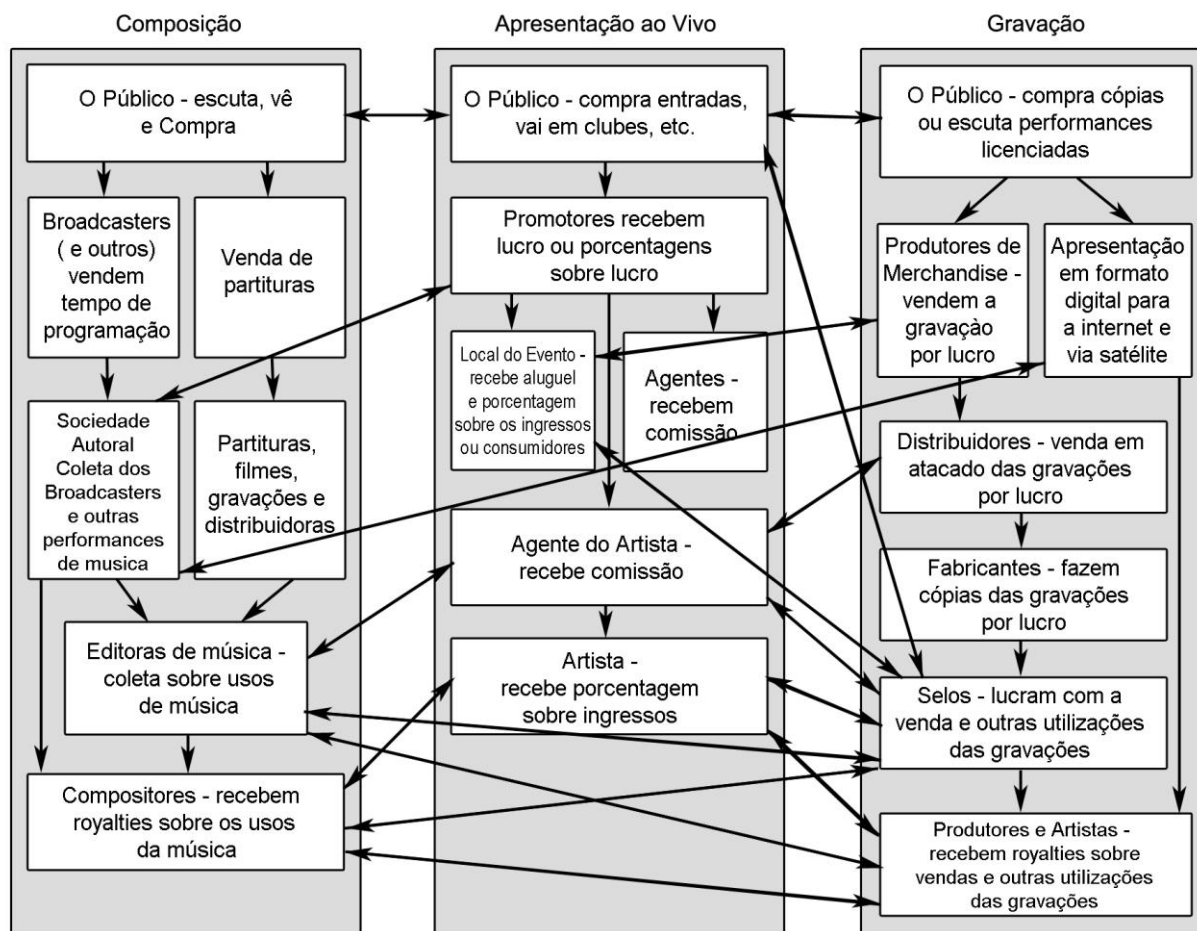 Composição
O Público - escuta, vê
e Compra
Broadcasters
( e outros)
vendem
tempo de
programação
Venda de
partituras
Sociedade
Autoral
Coleta dos
Broadcasters
e outras
performances
de musica
Partituras,
filmes,
gravações e
distribuidoras
Editoras de música -
coleta sobre usos
de música
Compositores - recebem
royalties sobre os usos
da música
Apresentação ao Vivo
O Público - compra entradas,
vai em clubes, etc.
Promotores recebem
lucro ou porcentagens
sobre lucro
Local do Evento -
recebe aluguel
e porcentagem
sobre os ingressos
ou consumidores
Agentes -
recebem
comissão
Agente do Artista -
recebe comissão
Artista -
recebe porcentagem
sobre ingressos
Gravação
O Público - compra cópias
ou escuta performances
licenciadas
Produtores de
Merchandise -
vendem a
gravaçào
por lucro
Apresentação
em formato
digital para
a internet e
via satélite
Distribuidores - venda em
atacado das gravações
por lucro
Fabricantes - fazem
cópias das gravações
por lucro
Selos - lucram com a
venda e outras utilizações
das gravações
Produtores e Artistas -
recebem royalties sobre
vendas e outras utilizações
das gravações